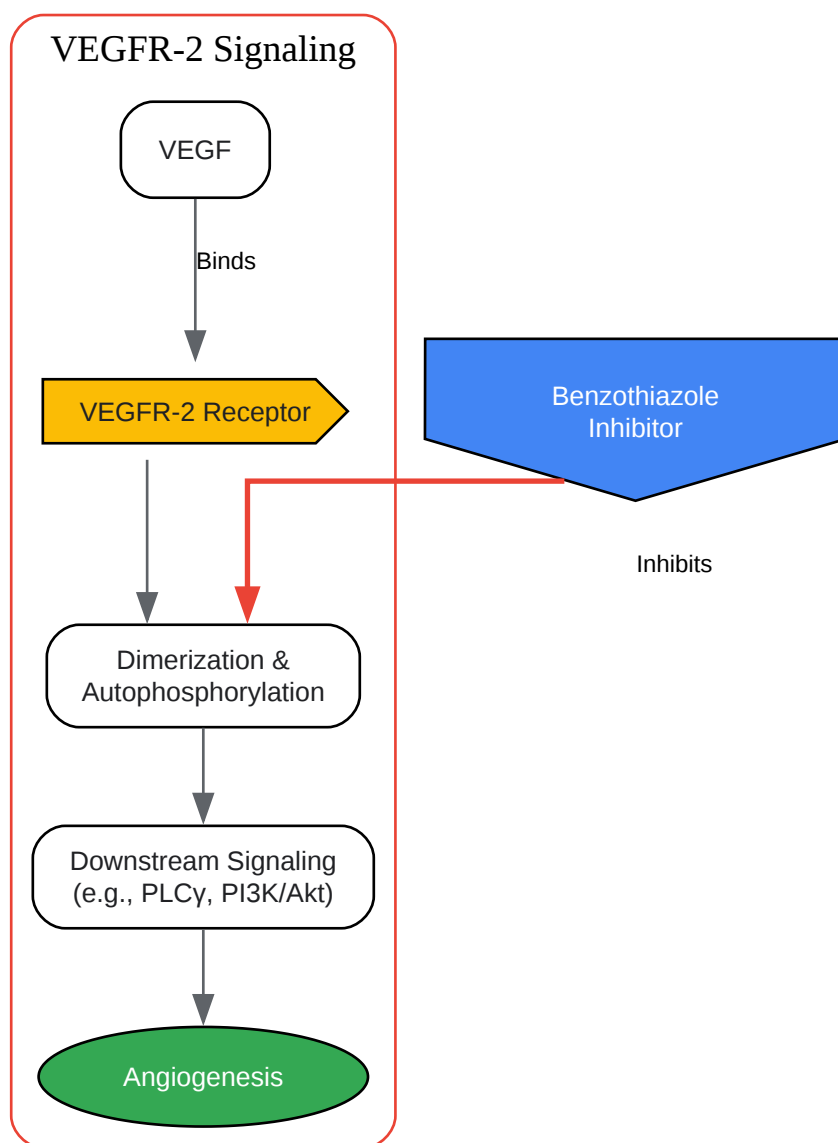 VEGFR-2 Signaling
VEGF
Binds
VEGFR-2 Receptor
Benzothiazole
Inhibitor
Inhibits
Dimerization &
Autophosphorylation
Downstream Signaling
(e.g., PLCγ, PI3K/Akt)
Angiogenesis